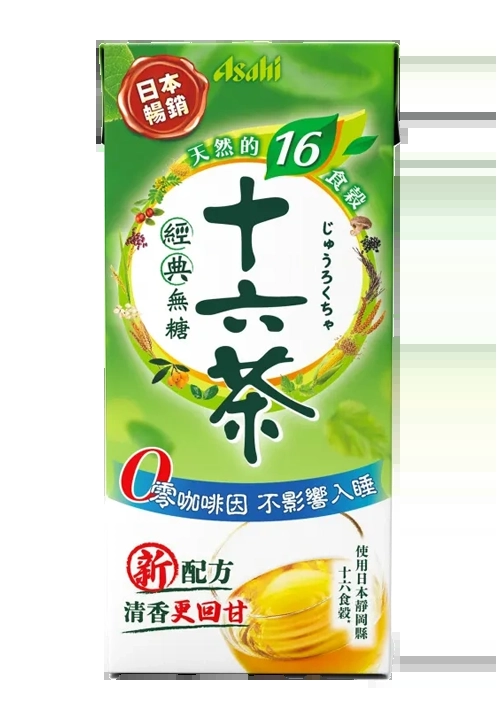 Asahi
日本
暢銷
天然的16食穀
十六茶
じゅうろくちゃ
經典無糖
0零咖啡因 不影響入睡
新配方
清香更回甘
使用日本靜岡縣
十六食穀。